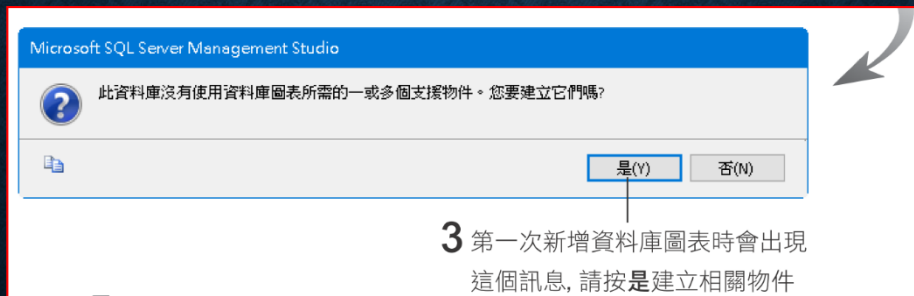 Microsoft SQL Server Management Studio
此資料庫沒有使用資料庫圖表所需的一或多個支援物件。您要建立它們嗎?
是(Y)
否(N)
3 第一次新增資料庫圖表時會出現
這個訊息, 請按是建立相關物件